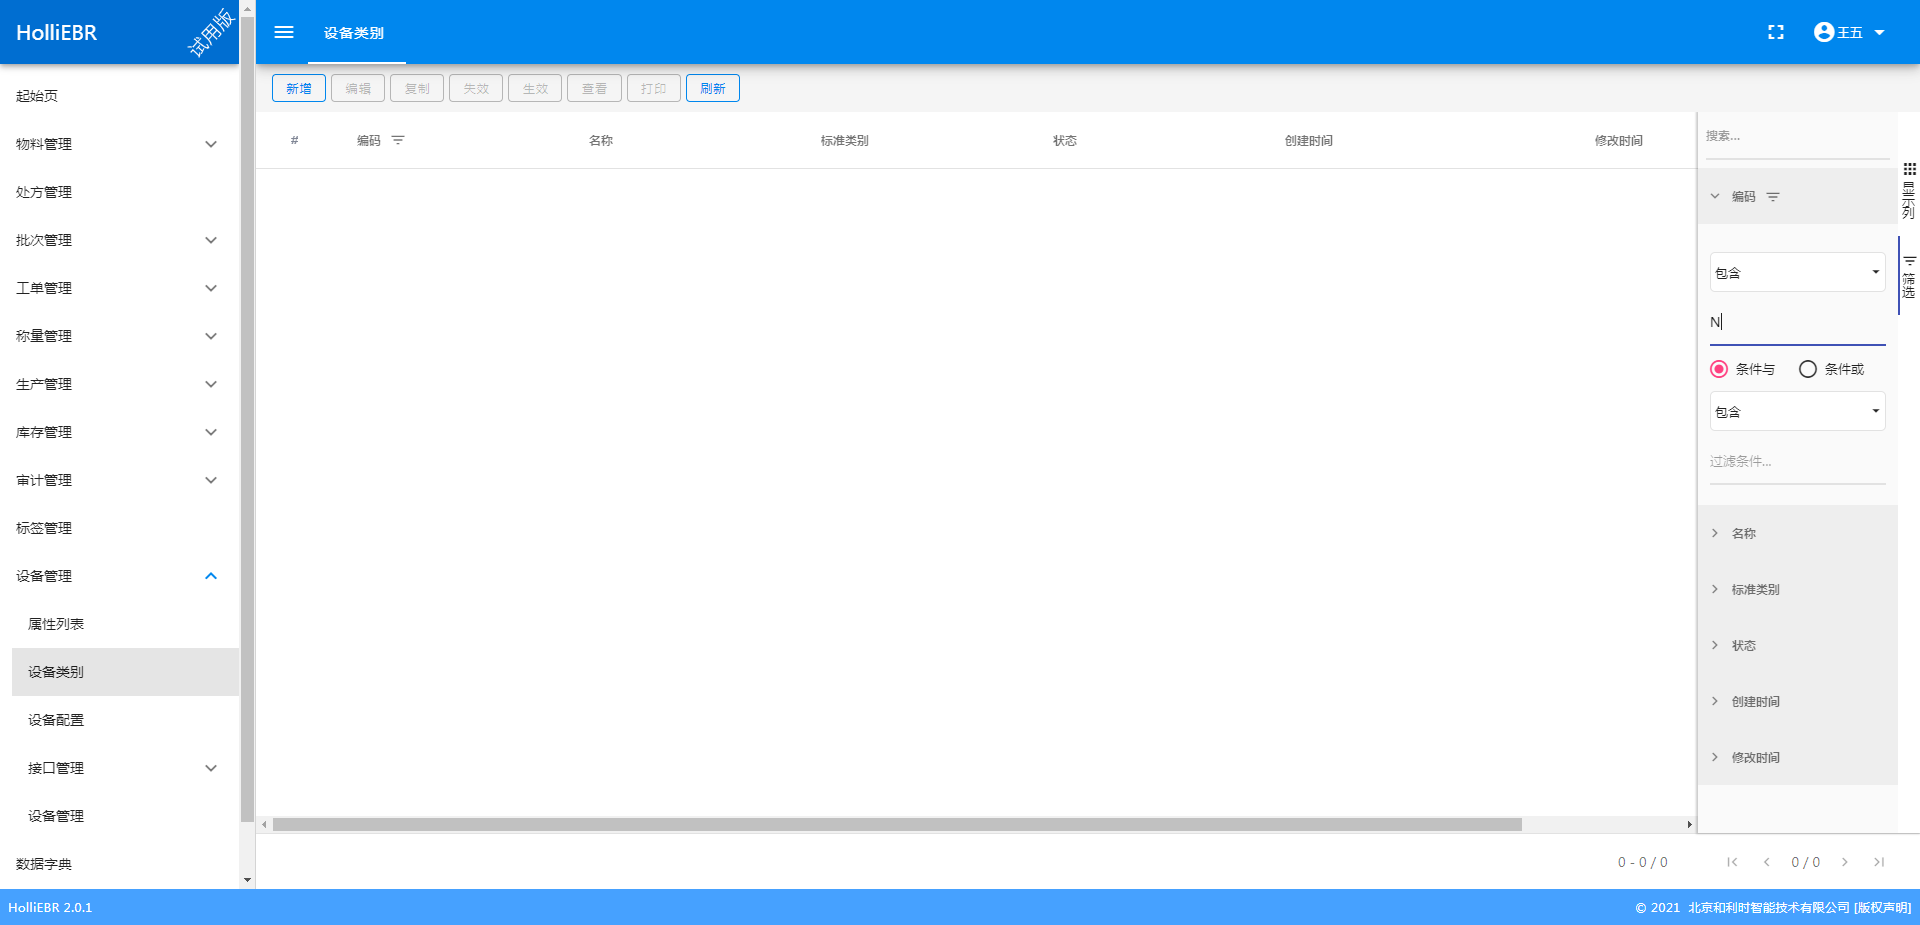 HolliEBR
试用版
设备类别
王五
起始页
物料管理
处方管理
批次管理
工单管理
称量管理
生产管理
库存管理
审计管理
标签管理
设备管理
属性列表
设备类别
设备配置
接口管理
设备管理
数据字典
新增 编辑 复制 失效 生效 查看 打印 刷新
# 编码 名称 标准类别 状态 创建时间 修改时间
搜索...
编码
包含
N
条件与 条件或
包含
过滤条件...
名称
标准类别
状态
创建时间
修改时间
显示列
筛选
0 - 0 / 0 0 / 0
HolliEBR 2.0.1
© 2021 北京和利时智能技术有限公司 [版权声明]